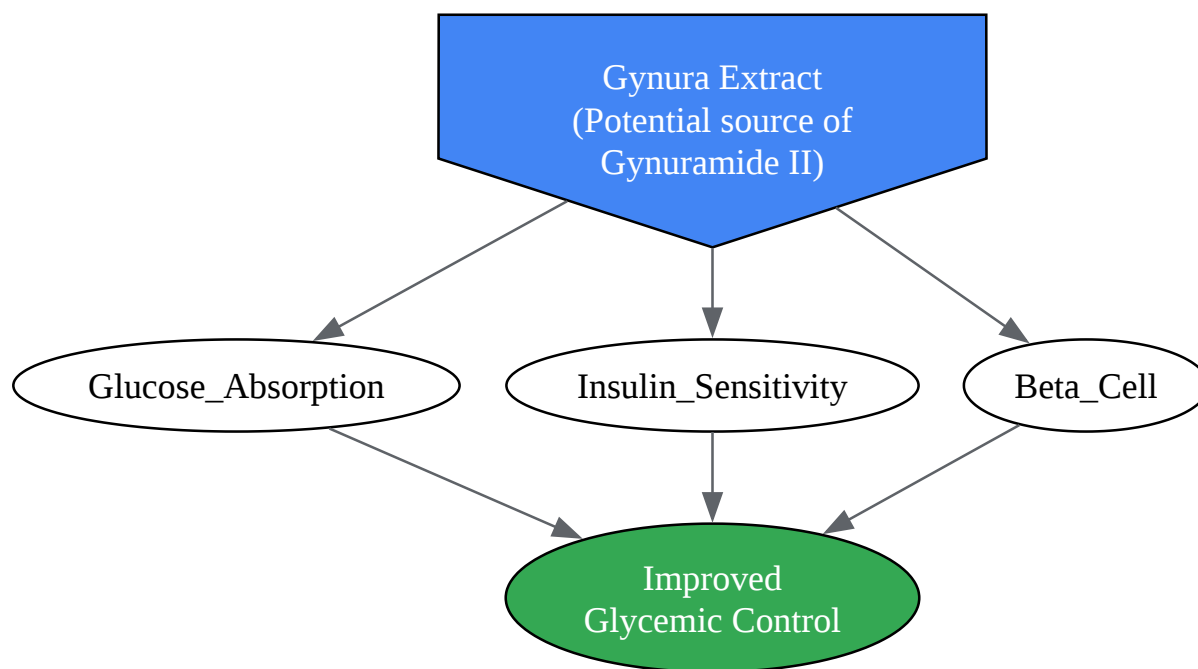 Gynura Extract
(Potential source of
Gynuramide II)
Glucose_Absorption
Insulin_Sensitivity
Beta_Cell
Improved
Glycemic Control